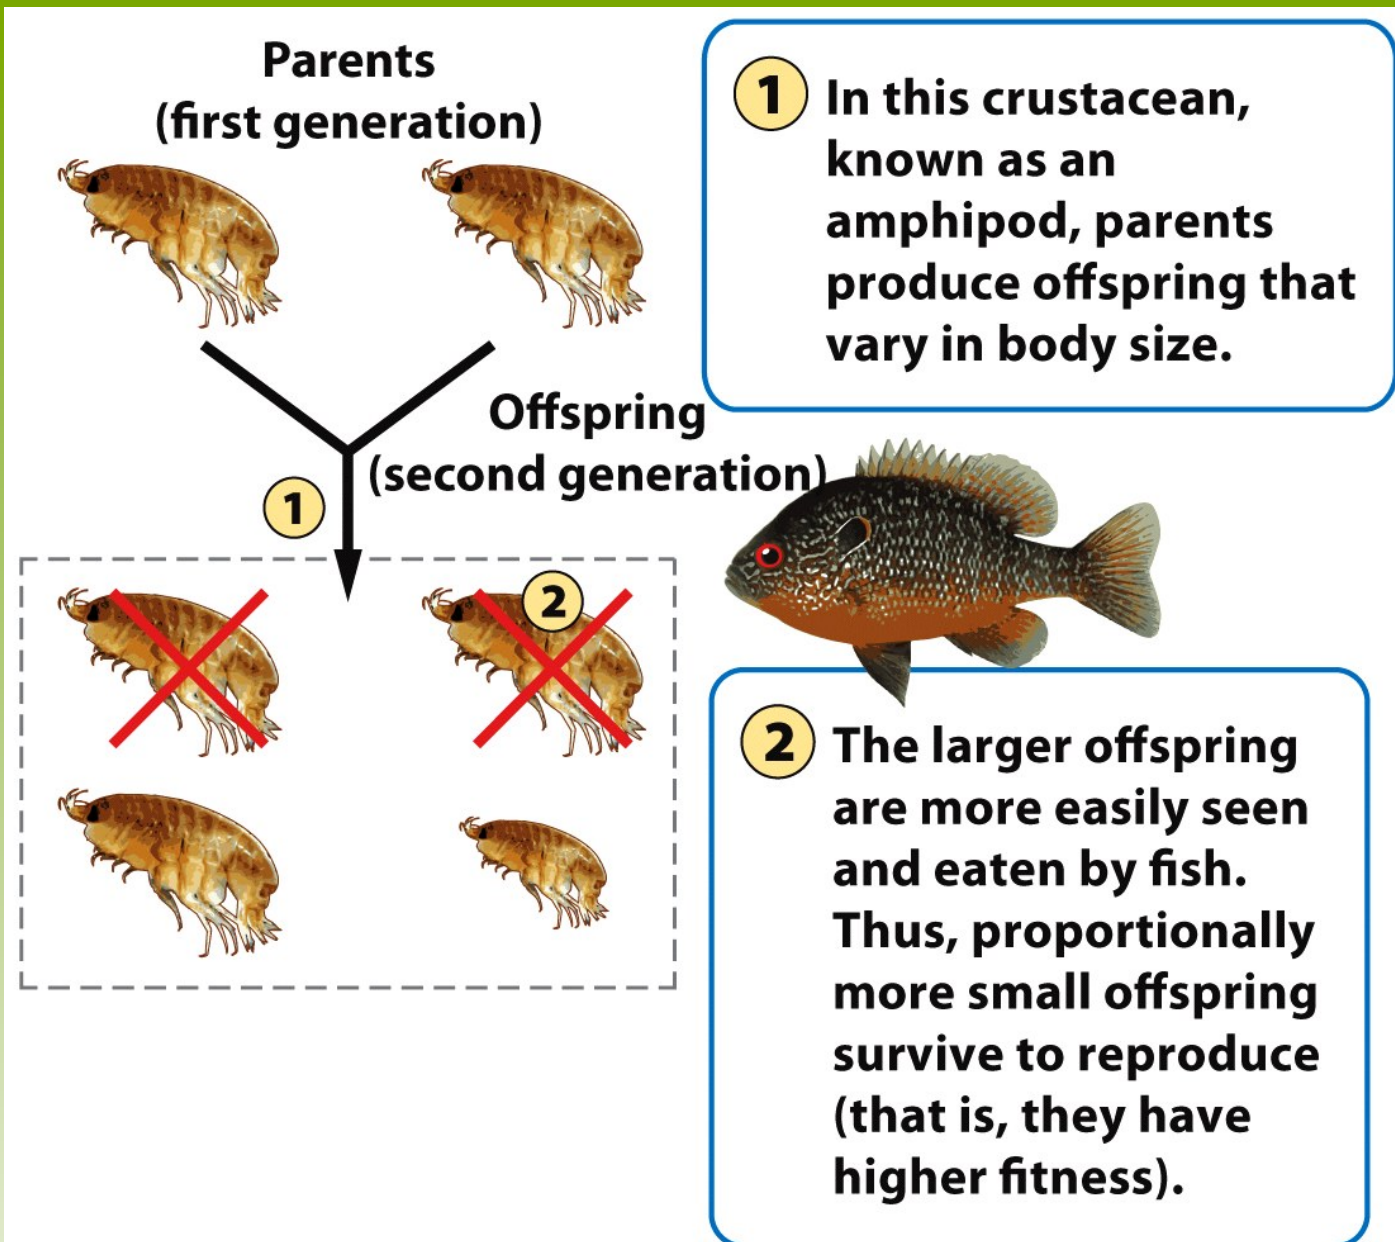 Parents
(first generation)
1 In this crustacean,
known as an
amphipod, parents
produce offspring that
vary in body size.
Offspring
(second generation)
1
2
2 The larger offspring
are more easily seen
and eaten by fish.
Thus, proportionally
more small offspring
survive to reproduce
(that is, they have
higher fitness).